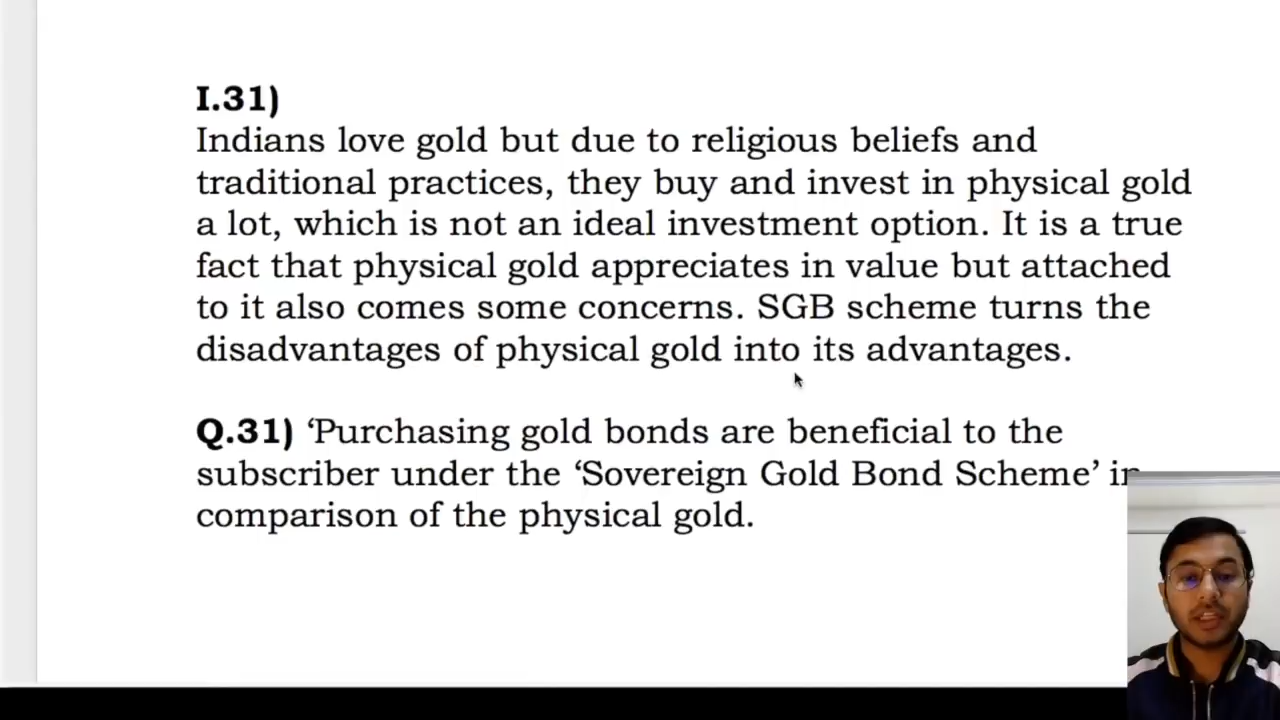 I.31)
Indians love gold but due to religious beliefs and
traditional practices, they buy and invest in physical gold
a lot, which is not an ideal investment option. It is a true
fact that physical gold appreciates in value but attached
to it also comes some concerns. SGB scheme turns the
disadvantages of physical gold into its advantages.
Q.31) ‘Purchasing gold bonds are beneficial to the
subscriber under the ‘Sovereign Gold Bond Scheme’ in
comparison of the physical gold.